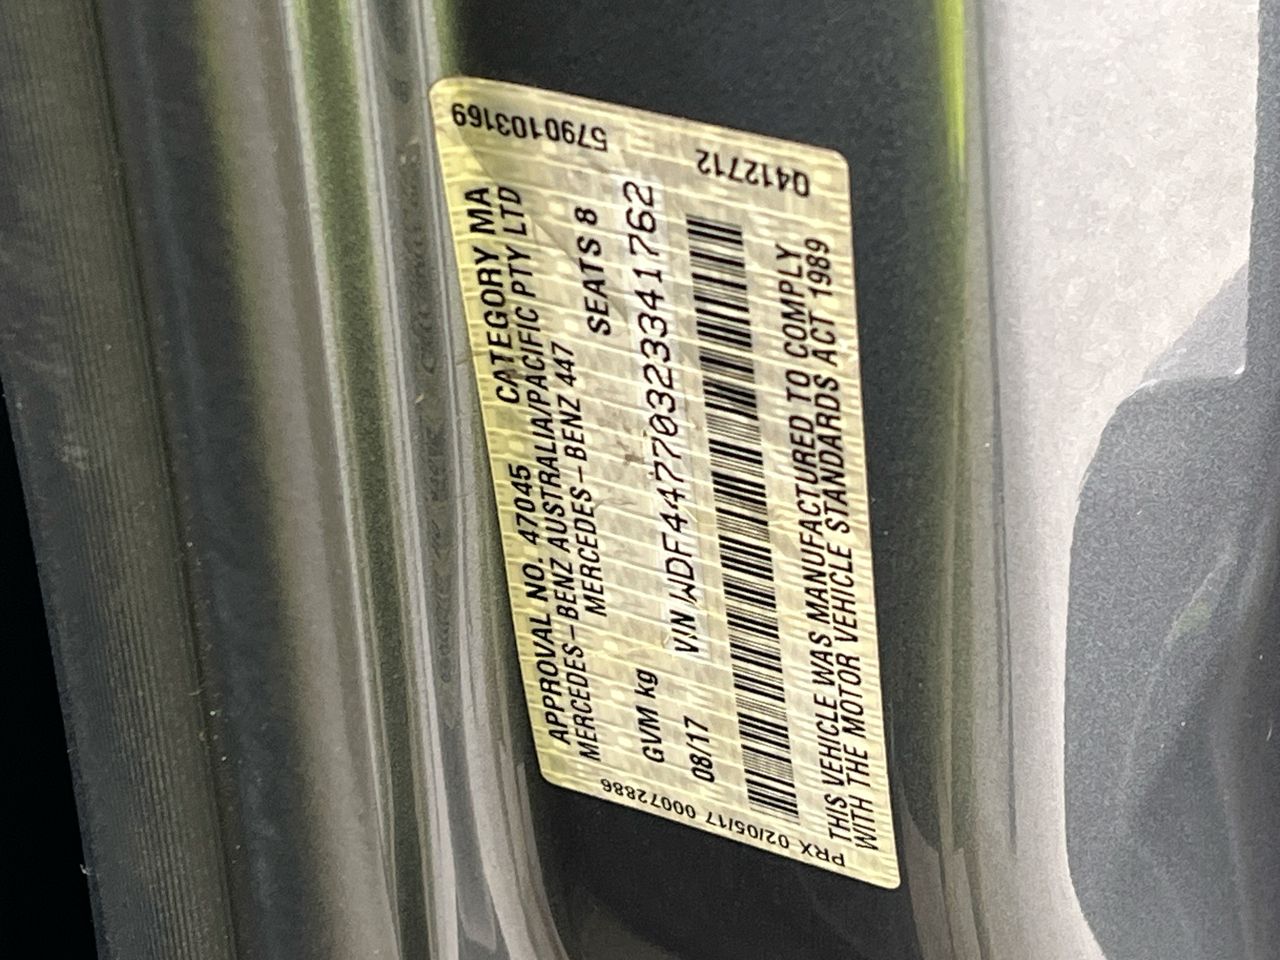 5790103169
Q412712
APPROVAL NO. 47045 CATEGORY MA
MERCEDES-BENZ AUSTRALIA/PACIFIC PTY LTD
MERCEDES-BENZ 447
GVM kg SEATS 8
08/17 VIN WDF44770323341762
THIS VEHICLE WAS MANUFACTURED TO COMPLY
WITH THE MOTOR VEHICLE STANDARDS ACT 1989
PRX 02/05/17 00072886